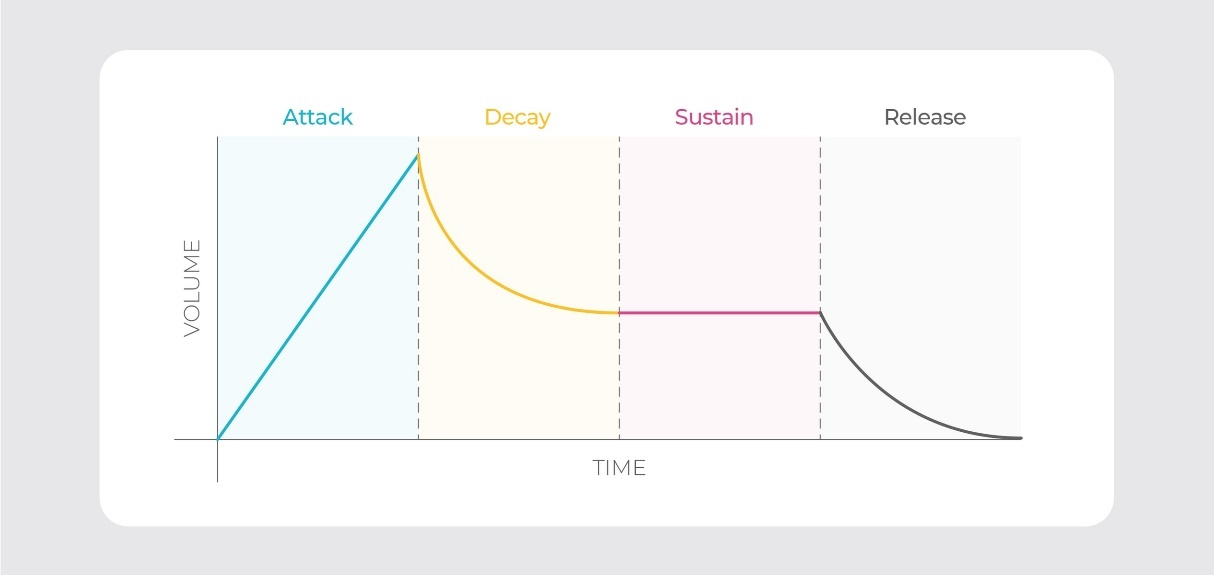 Attack
Decay
Sustain
Release
VOLUME
TIME